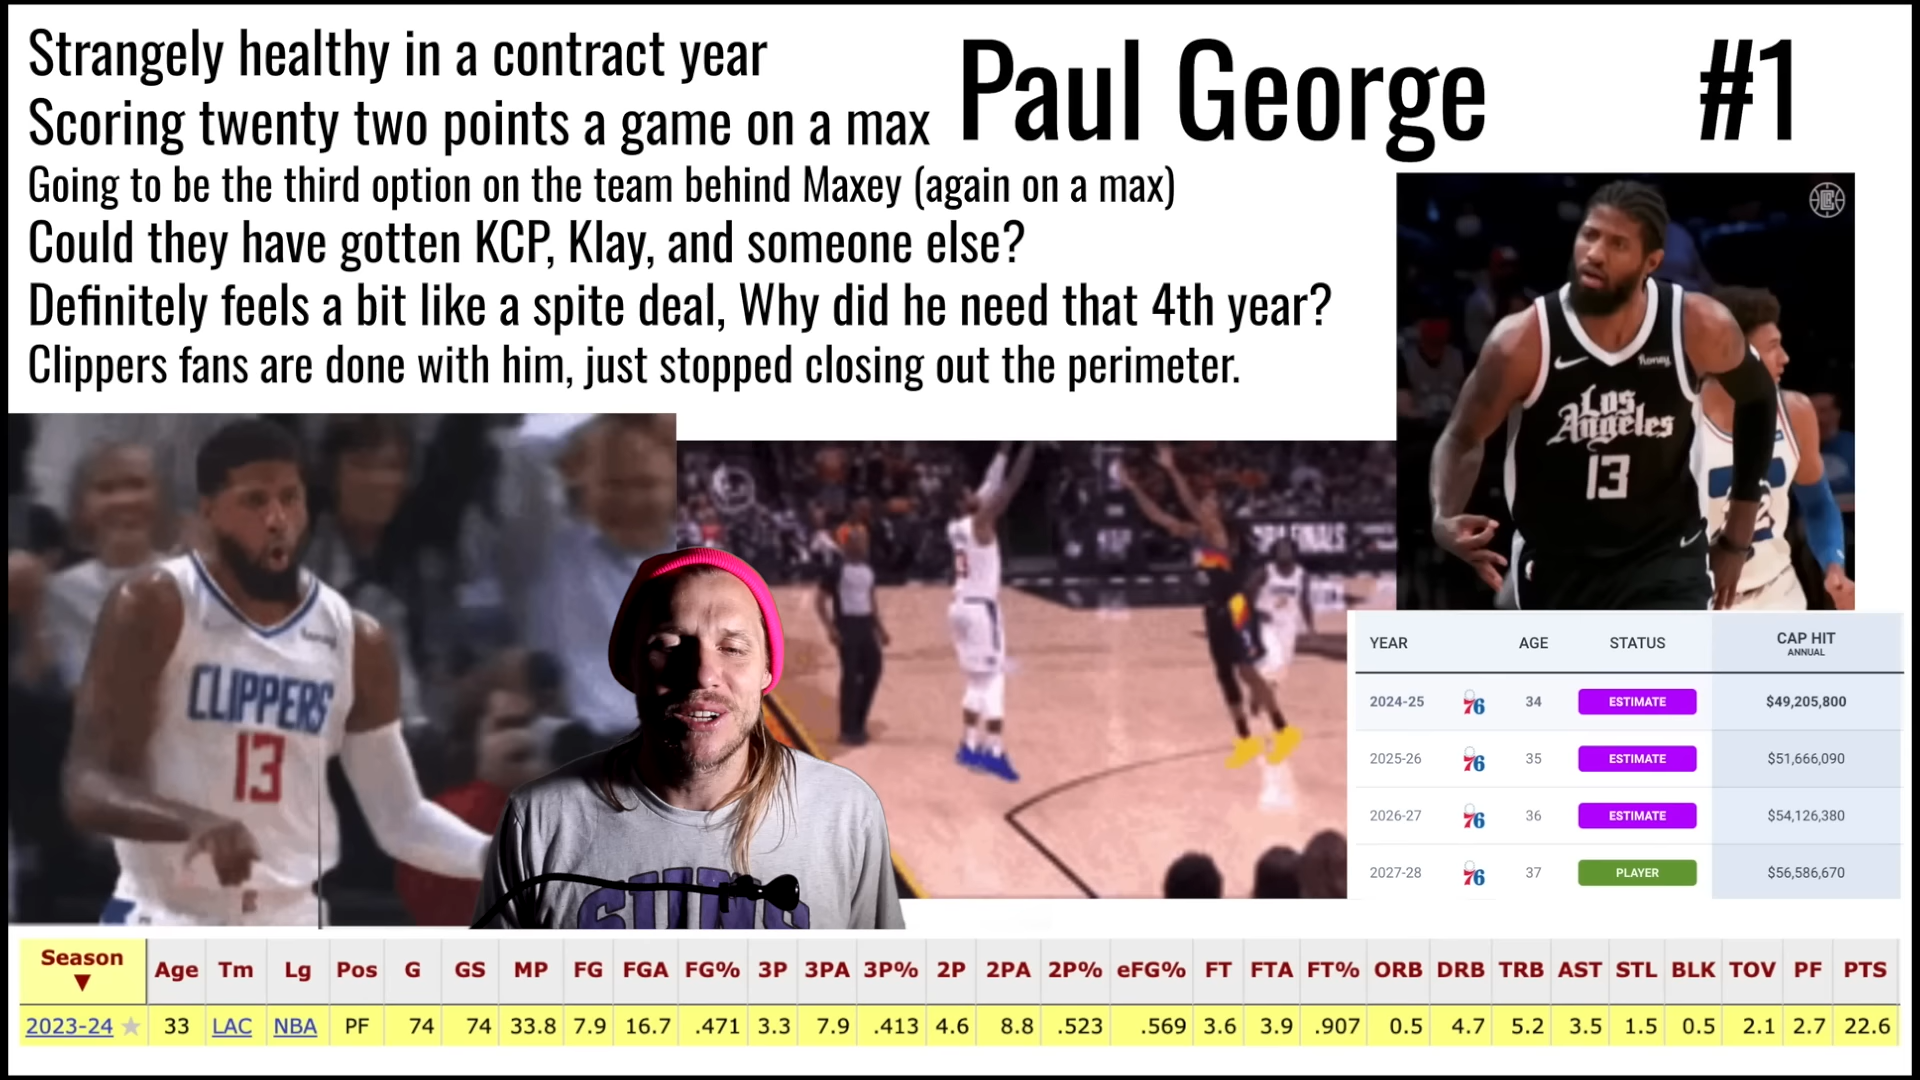 Strangely healthy in a contract year
Scoring twenty two points a game on a max
Going to be the third option on the team behind Maxey (again on a max)
Could they have gotten KCP, Klay, and someone else?
Definitely feels a bit like a spite deal, Why did he need that 4th year?
Clippers fans are done with him, just stopped closing out the perimeter.
Paul George #1
Los
Angeles
13
CLIPPERS
13
SUNS
YEAR AGE STATUS CAP HIT
ANNUAL
2024-25 76 34 ESTIMATE $49,205,800
2025-26 76 35 ESTIMATE $51,666,090
2026-27 76 36 ESTIMATE $54,126,380
2027-28 76 37 PLAYER $56,586,670
Season ▼ Age Tm Lg Pos G GS MP FG FGA FG% 3P 3PA 3P% 2P 2PA 2P% eFG% FT FTA FT% ORB DRB TRB AST STL BLK TOV PF PTS
2023-24 ★ 33 LAC NBA PF 74 74 33.8 7.9 16.7 .471 3.3 7.9 .413 4.6 8.8 .523 .569 3.6 3.9 .907 0.5 4.7 5.2 3.5 1.5 0.5 2.1 2.7 22.6